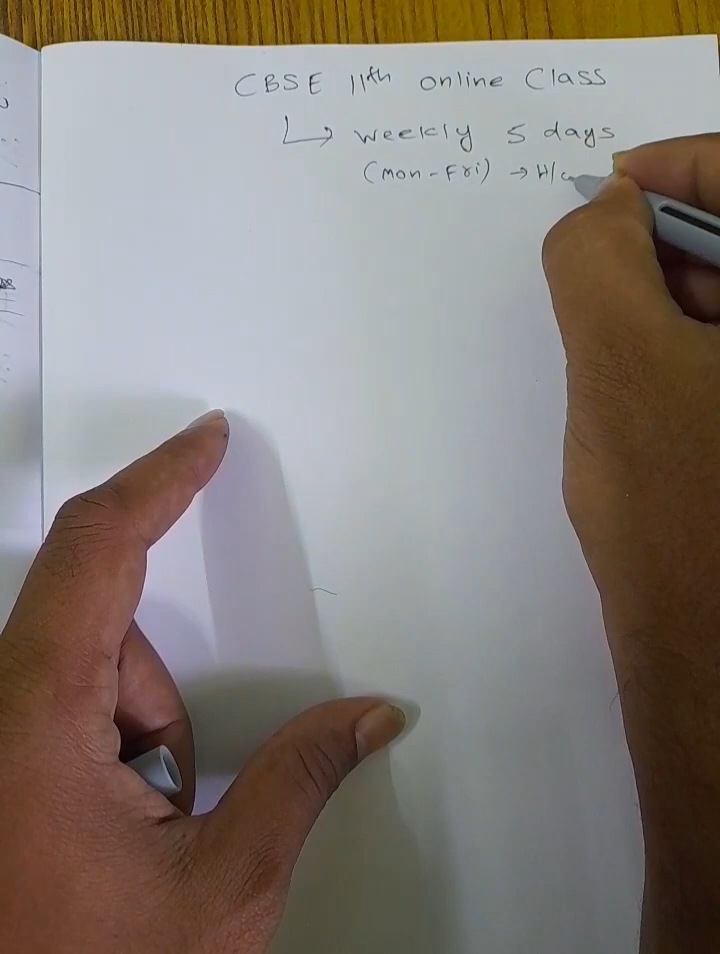 CBSE 11th online Class
↳ weekly 5 days
(Mon - Fri) → H/